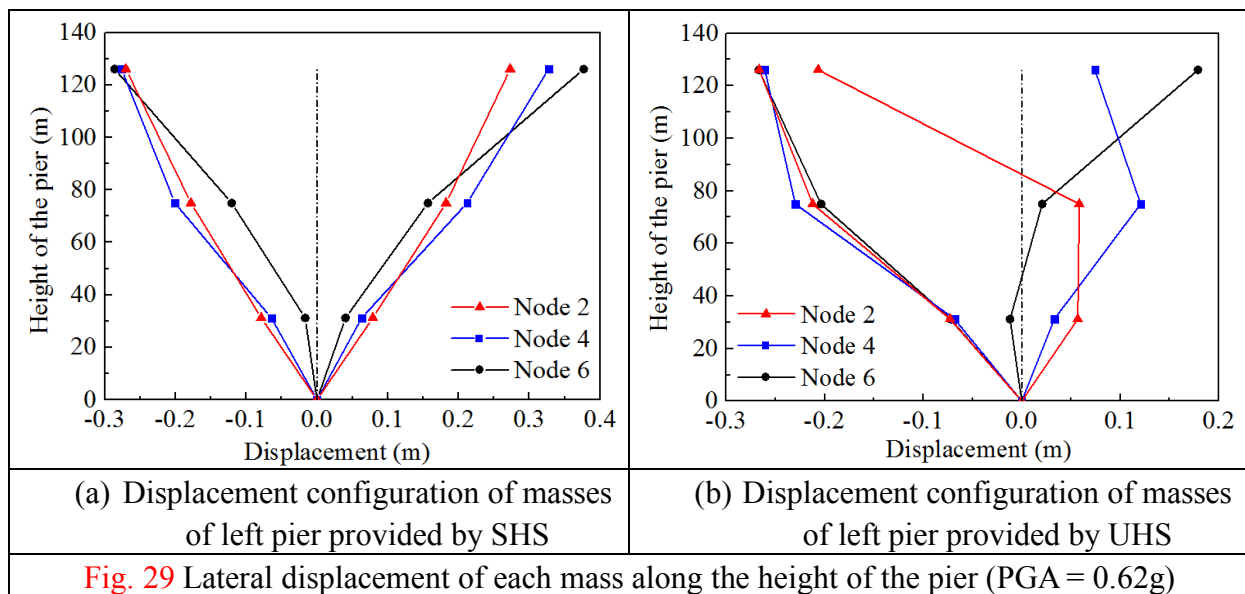 140
120
100
80
60
40
20
0
Height of the pier (m)
Node 2
Node 4
Node 6
-0.3 -0.2 -0.1 0.0 0.1 0.2 0.3 0.4
Displacement (m)
140
120
100
80
60
40
20
0
Height of the pier (m)
Node 2
Node 4
Node 6
-0.3 -0.2 -0.1 0.0 0.1 0.2
Displacement (m)
(a) Displacement configuration of masses
of left pier provided by SHS
(b) Displacement configuration of masses
of left pier provided by UHS
Fig. 29 Lateral displacement of each mass along the height of the pier (PGA = 0.62g)